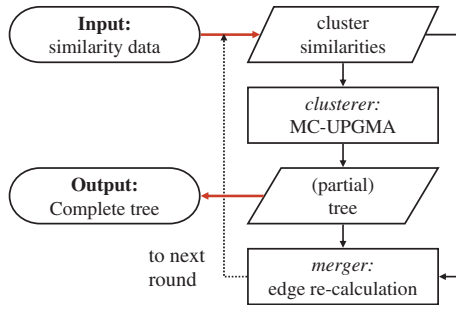 Input:
similarity data
cluster
similarities
clusterer:
MC-UPGMA
Output:
Complete tree
(partial)
tree
to next
round
merger:
edge re-calculation